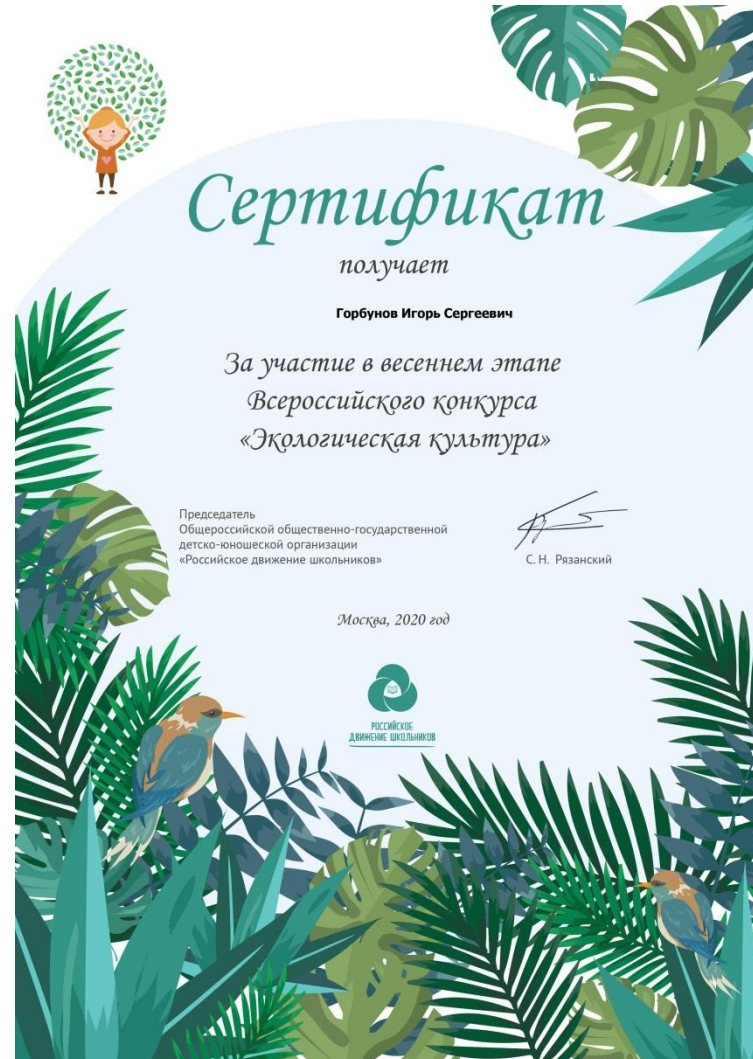 Сертификат
получает
Горбунов Игорь Сергеевич
За участие в весеннем этапе
Всероссийского конкурса
«Экологическая культура»
Председатель
Общероссийской общественно-государственной
детско-юношеской организации
«Российское движение школьников»
С. Н. Рязанский
Москва, 2020 год
РОССИЙСКОЕ
ДВИЖЕНИЕ ШКОЛЬНИКОВ